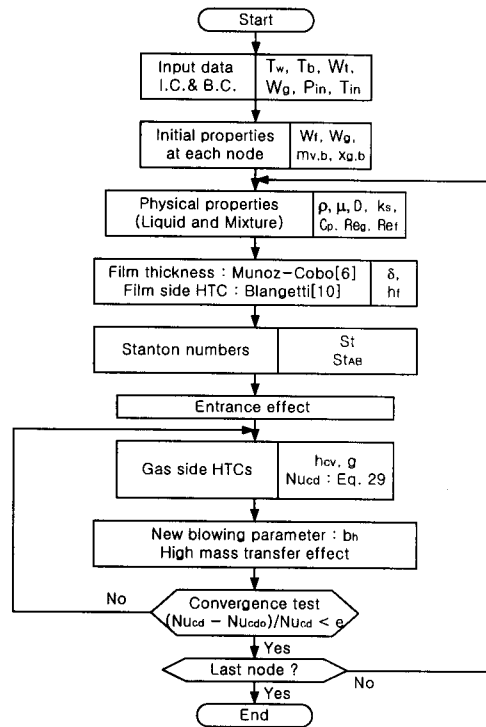 Start
Input data
I.C.& B.C.
Tw, Tb, Wf,
Wg, Pin, Tin
Initial properties
at each node
Wf, Wg,
mv,b, xg,b
Physical properties
(Liquid and Mixture)
ρ, μ, D, ks,
Cp, Reg, Ref
Film thickness : Munoz-Cobo[6]
Film side HTC : Blangetti[10]
δ,
hf
Stanton numbers
St
StAB
Entrance effect
Gas side HTCs
hcv, g
Nucd : Eq. 29
New blowing parameter : bh
High mass transfer effect
No
Convergence test
(Nucd - Nucdo)/Nucd < e
Yes
Last node ?
No
Yes
End